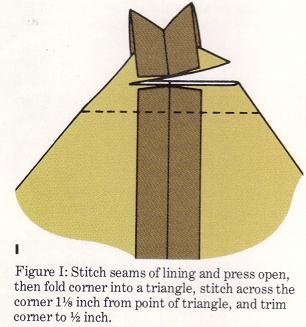 I
Figure I: Stitch seams of lining and press open,
then fold corner into a triangle, stitch across the
corner 1⅛ inch from point of triangle, and trim
corner to ½ inch.